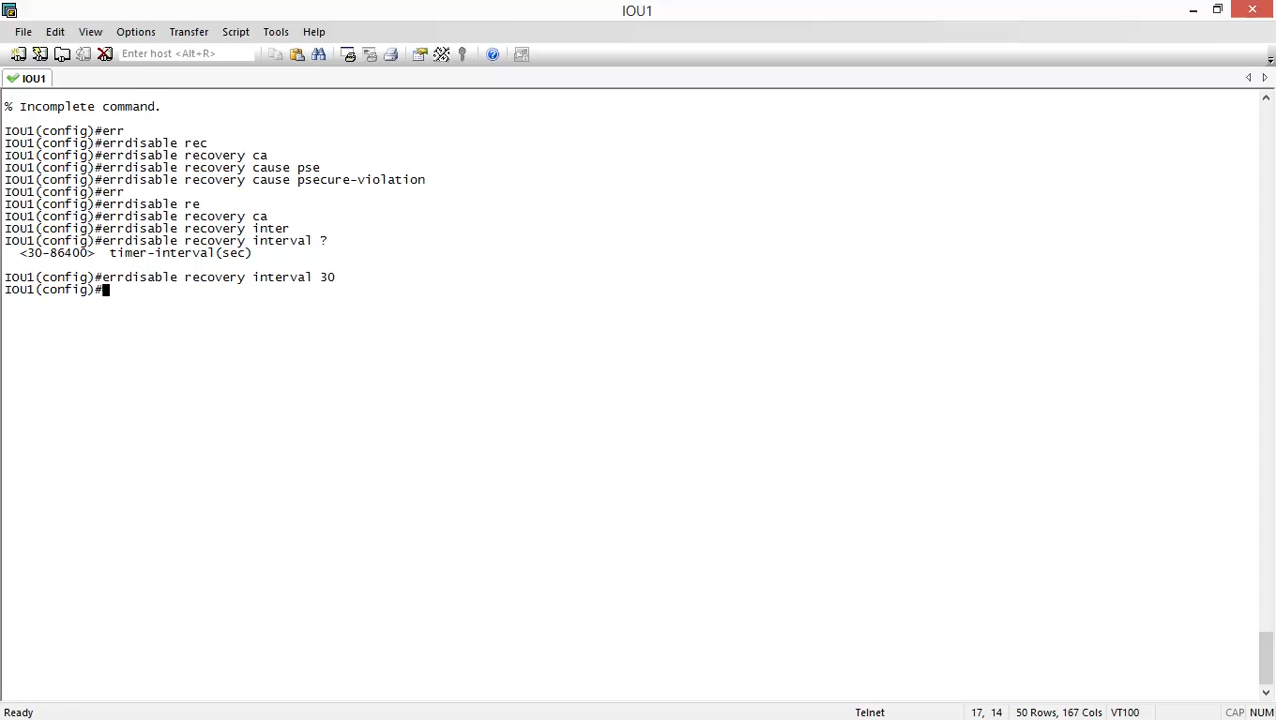 IOU1
File Edit View Options Transfer Script Tools Help
Enter host <Alt+R>
IOU1
% Incomplete command.
IOU1(config)#err
IOU1(config)#errdisable rec
IOU1(config)#errdisable recovery ca
IOU1(config)#errdisable recovery cause pse
IOU1(config)#errdisable recovery cause psecure-violation
IOU1(config)#err
IOU1(config)#errdisable re
IOU1(config)#errdisable recovery ca
IOU1(config)#errdisable recovery inter
IOU1(config)#errdisable recovery interval ?
<30-86400> timer-interval(sec)
IOU1(config)#errdisable recovery interval 30
IOU1(config)#
Ready Telnet 17, 14 50 Rows, 167 Cols VT100 CAP NUM